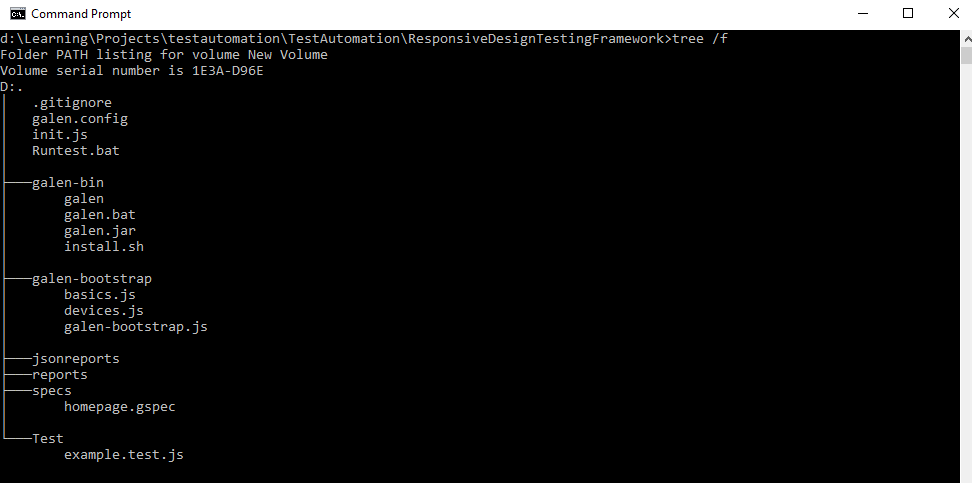 Command Prompt
d:\Learning\Projects\testautomation\TestAutomation\ResponsiveDesignTestingFramework>tree /f
Folder PATH listing for volume New Volume
Volume serial number is 1E3A-D96E
D:.
│   .gitignore
│   galen.config
│   init.js
│   Runtest.bat
│
├───galen-bin
│       galen
│       galen.bat
│       galen.jar
│       install.sh
│
├───galen-bootstrap
│       basics.js
│       devices.js
│       galen-bootstrap.js
│
├───jsonreports
├───reports
├───specs
│       homepage.gspec
│
└───Test
        example.test.js